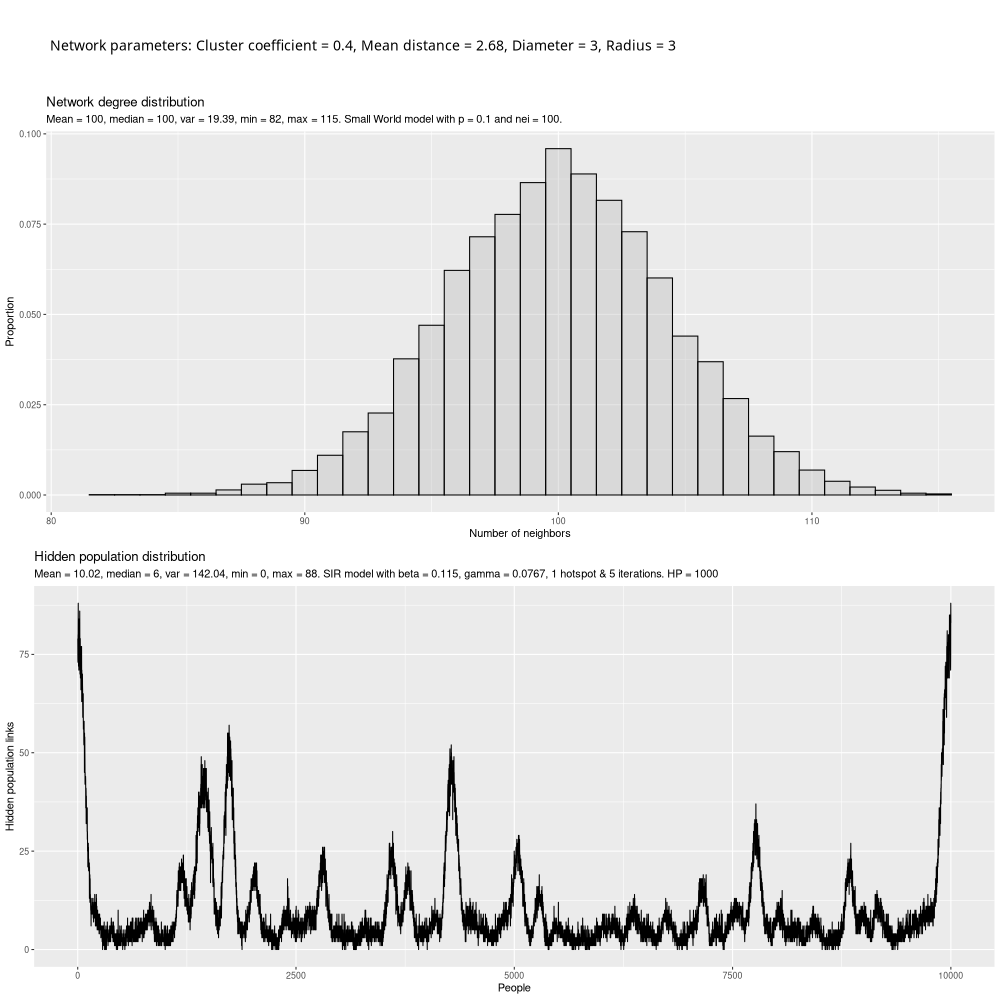 Network parameters: Cluster coefficient = 0.4, Mean distance = 2.68, Diameter = 3, Radius = 3
Network degree distribution
Mean = 100, median = 100, var = 19.39, min = 82, max = 115. Small World model with p = 0.1 and nei = 100.
0.100
0.075
0.050
0.025
0.000
Proportion
80 90 100 110
Number of neighbors
Hidden population distribution
Mean = 10.02, median = 6, var = 142.04, min = 0, max = 88. SIR model with beta = 0.115, gamma = 0.0767, 1 hotspot & 5 iterations. HP = 1000
75
50
25
0
Hidden population links
0 2500 5000 7500 10000
People